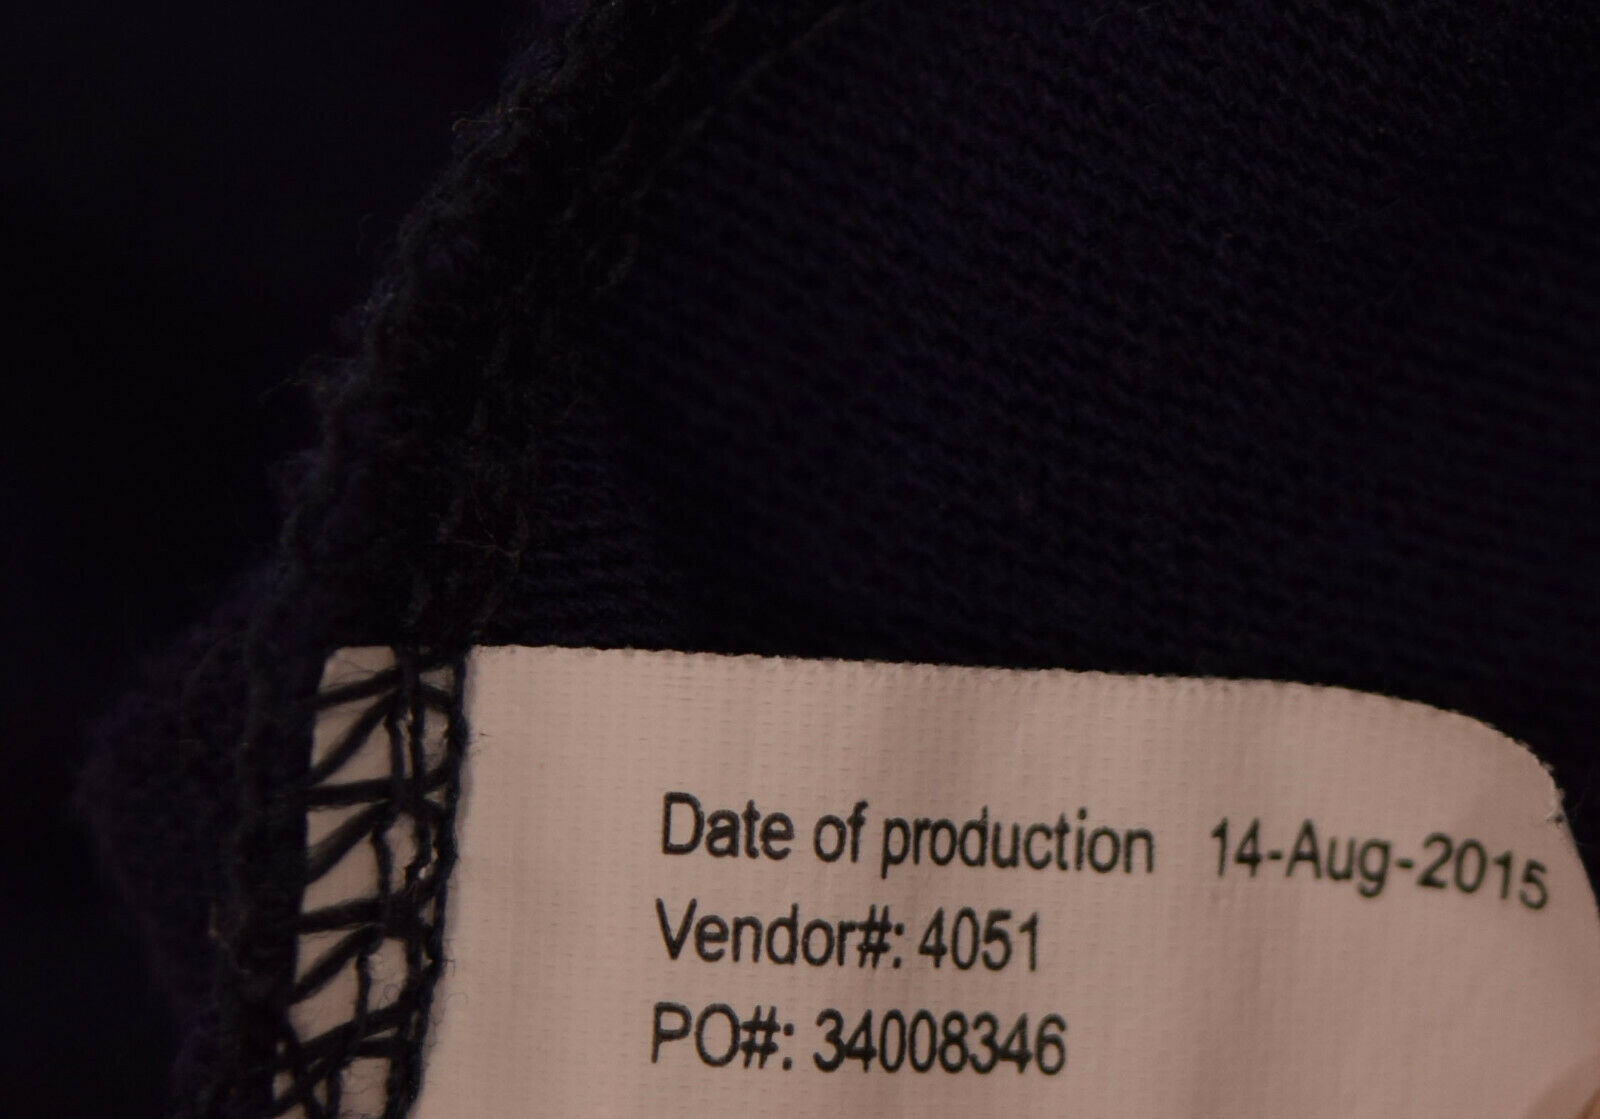 Date of production 14-Aug-2015
Vendor#: 4051
PO#: 34008346